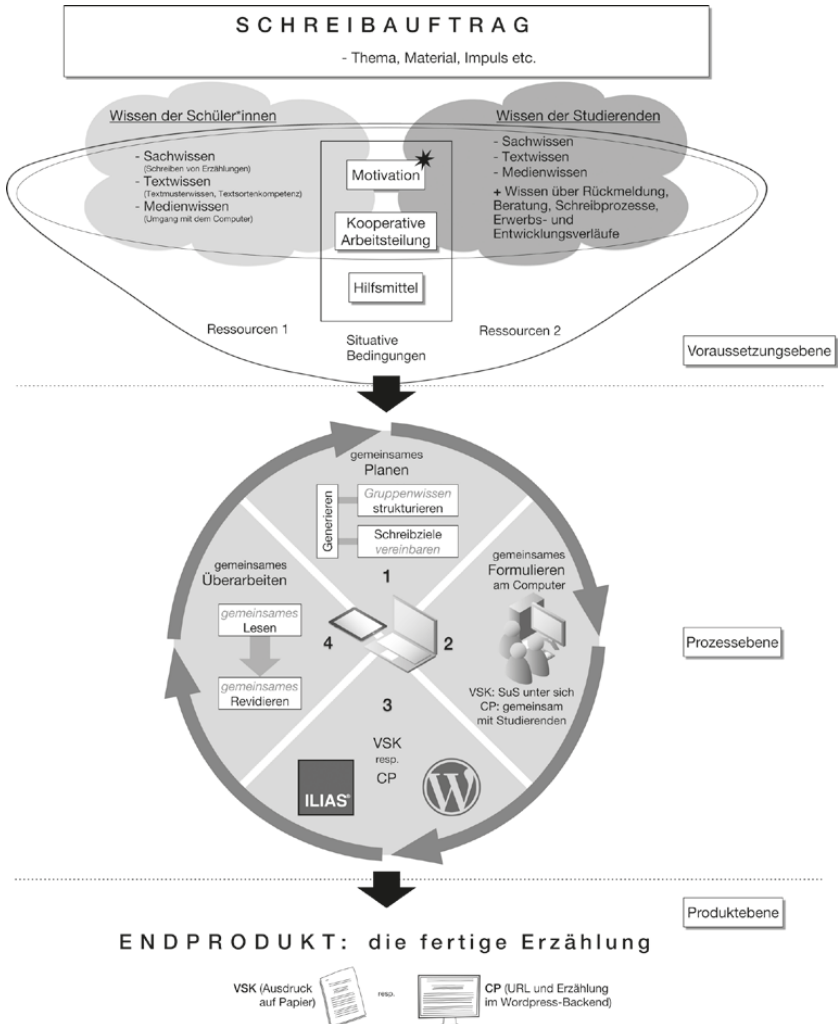 SCHREIBAUFTRAG
- Thema, Material, Impuls etc.
Wissen der Schüler*innen
- Sachwissen
(Schreiben von Erzählungen)
- Textwissen
(Textmusterwissen, Textsortenkompetenz)
- Medienwissen
(Umgang mit dem Computer)
Motivation
Kooperative
Arbeitsteilung
Hilfsmittel
Wissen der Studierenden
- Sachwissen
- Textwissen
- Medienwissen
+ Wissen über Rückmeldung,
Beratung, Schreibprozesse,
Erwerbs- und
Entwicklungsverläufe
Ressourcen 1
Situative
Bedingungen
Ressourcen 2
Voraussetzungsebene
gemeinsames
Planen
Generieren
Gruppenwissen
strukturieren
Schreibziele
vereinbaren
1
gemeinsames
Formulieren
am Computer
2
VSK: SuS unter sich
CP: gemeinsam
mit Studierenden
gemeinsames
Überarbeiten
gemeinsames
Lesen
gemeinsames
Revidieren
4
3
VSK
resp.
CP
ILIAS®
W
Prozessebene
Produktebene
ENDPRODUKT: die fertige Erzählung
VSK (Ausdruck
auf Papier)
resp.
CP (URL und Erzählung
im Wordpress-Backend)